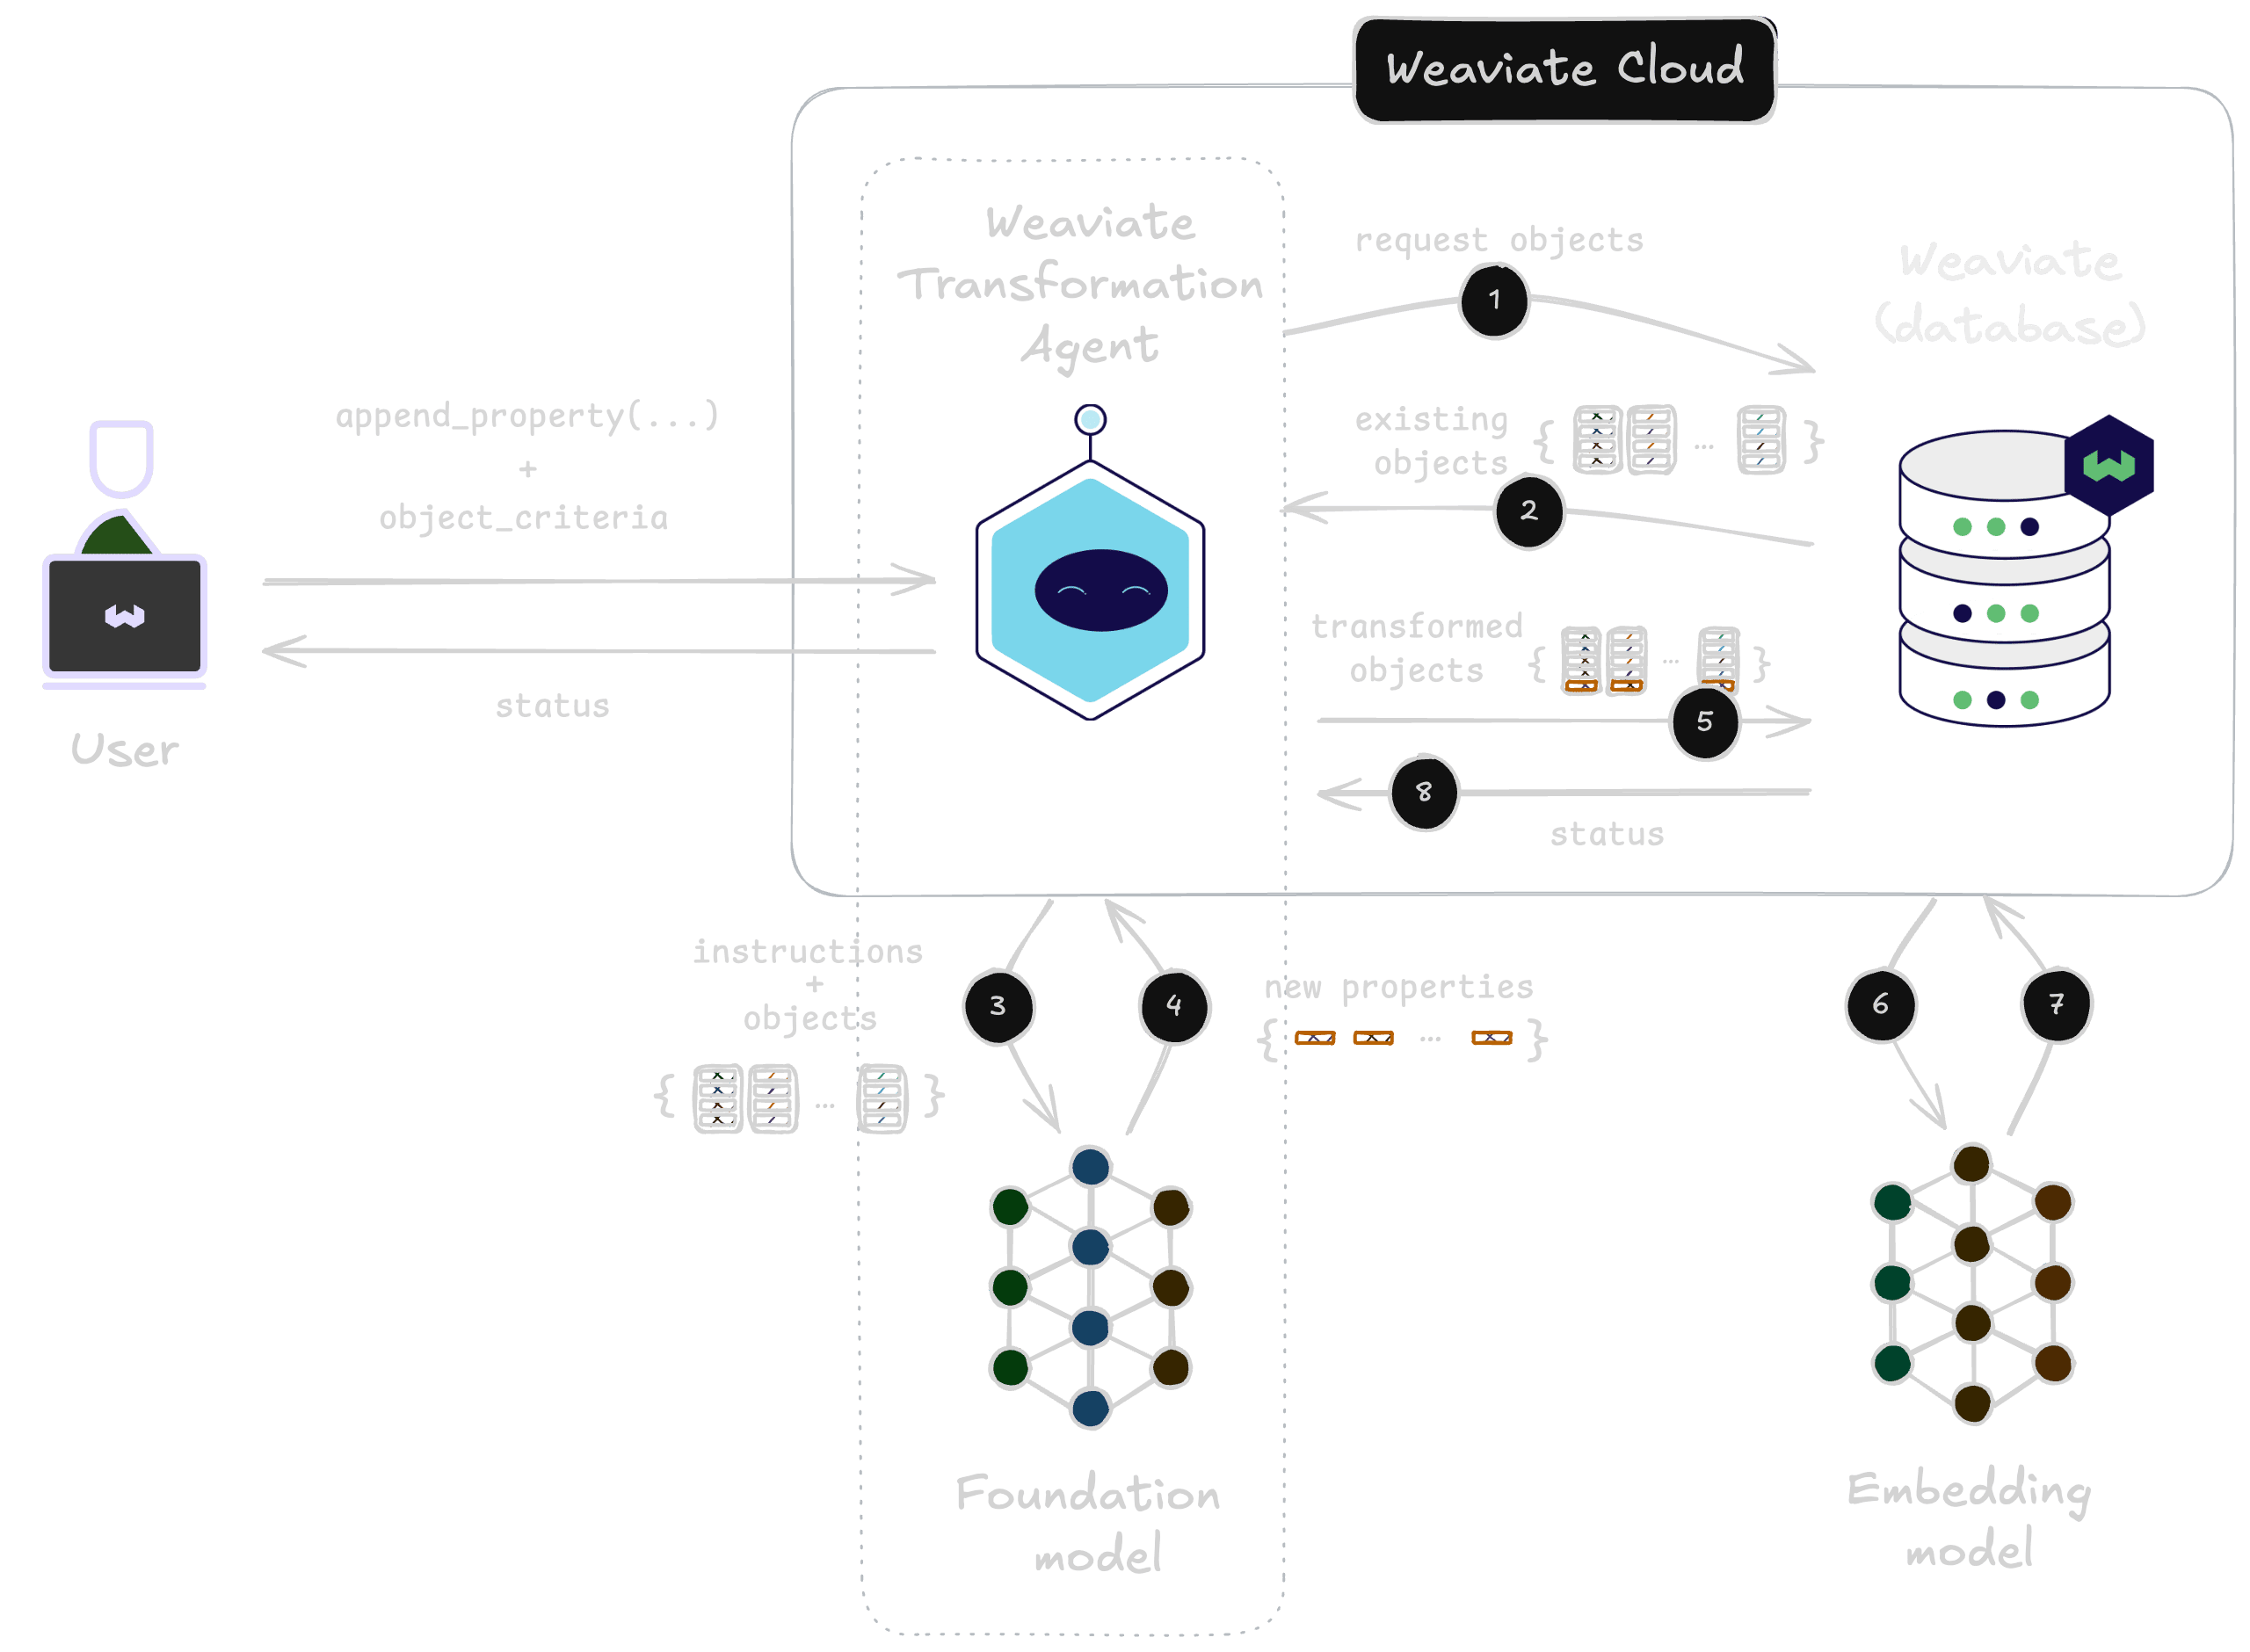 Weaviate Cloud
Weaviate
Transformation
Agent
request objects
1
Weaviate
(database)
append_property(...)
+
object_criteria
existing
objects
{ ... }
2
transformed
objects
{ ... }
5
status
User
8
status
instructions
+
objects
{ ... }
3
4
new properties
{ ... }
6
7
Foundation
model
Embedding
model